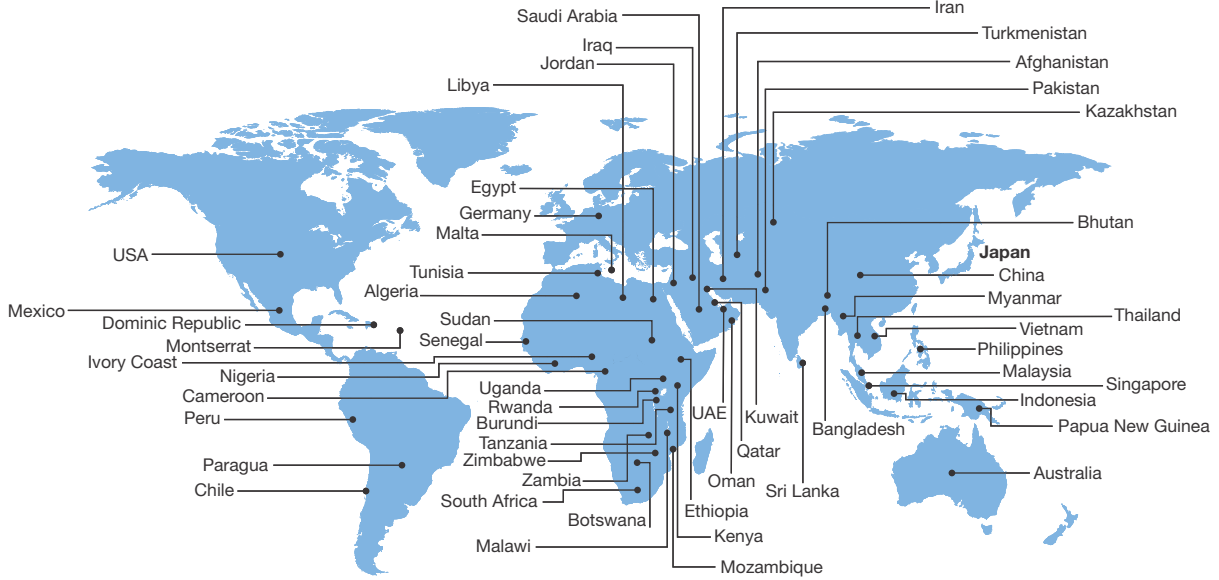 Saudi Arabia
Iran
Turkmenistan
Iraq
Jordan
Afghanistan
Libya
Pakistan
Kazakhstan
Egypt
Germany
Malta
Bhutan
USA
Japan
Tunisia
China
Algeria
Myanmar
Mexico
Dominic Republic
Sudan
Thailand
Montserrat
Senegal
Vietnam
Ivory Coast
Philippines
Nigeria
Malaysia
Cameroon
Uganda
Singapore
Rwanda
Indonesia
Peru
Burundi
UAE
Kuwait
Bangladesh
Papua New Guinea
Tanzania
Qatar
Zimbabwe
Paragua
Zambia
Oman
Sri Lanka
Australia
Chile
South Africa
Ethiopia
Botswana
Kenya
Malawi
Mozambique